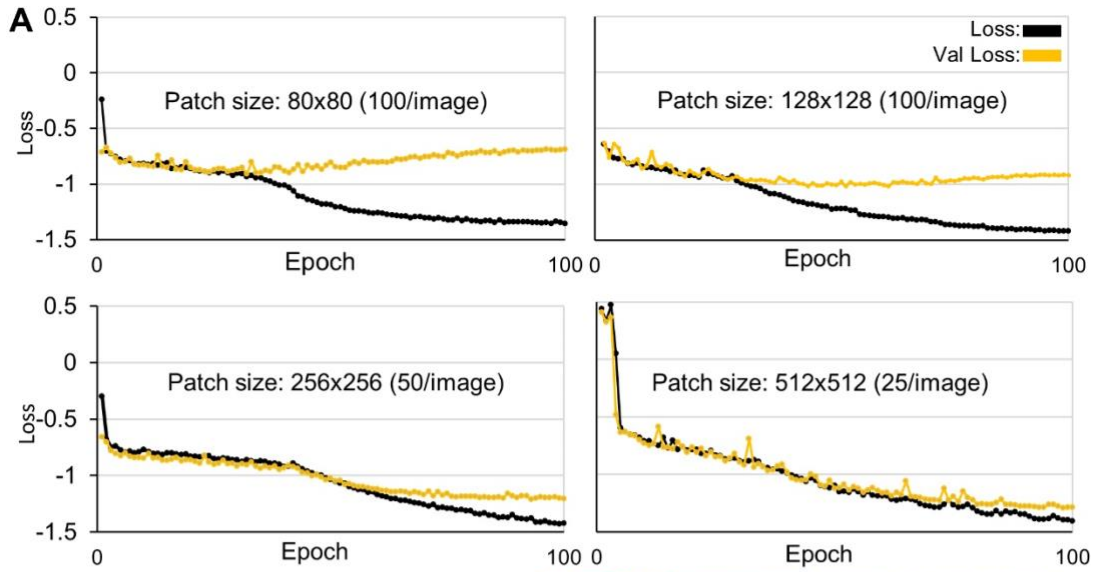 A
0.5
0
-0.5
-1
-1.5
Loss
Patch size: 80x80 (100/image)
0
Epoch
100
Loss:
Val Loss:
Patch size: 128x128 (100/image)
0
Epoch
100
0.5
0
-0.5
-1
-1.5
Loss
Patch size: 256x256 (50/image)
0
Epoch
100
Patch size: 512x512 (25/image)
0
Epoch
100